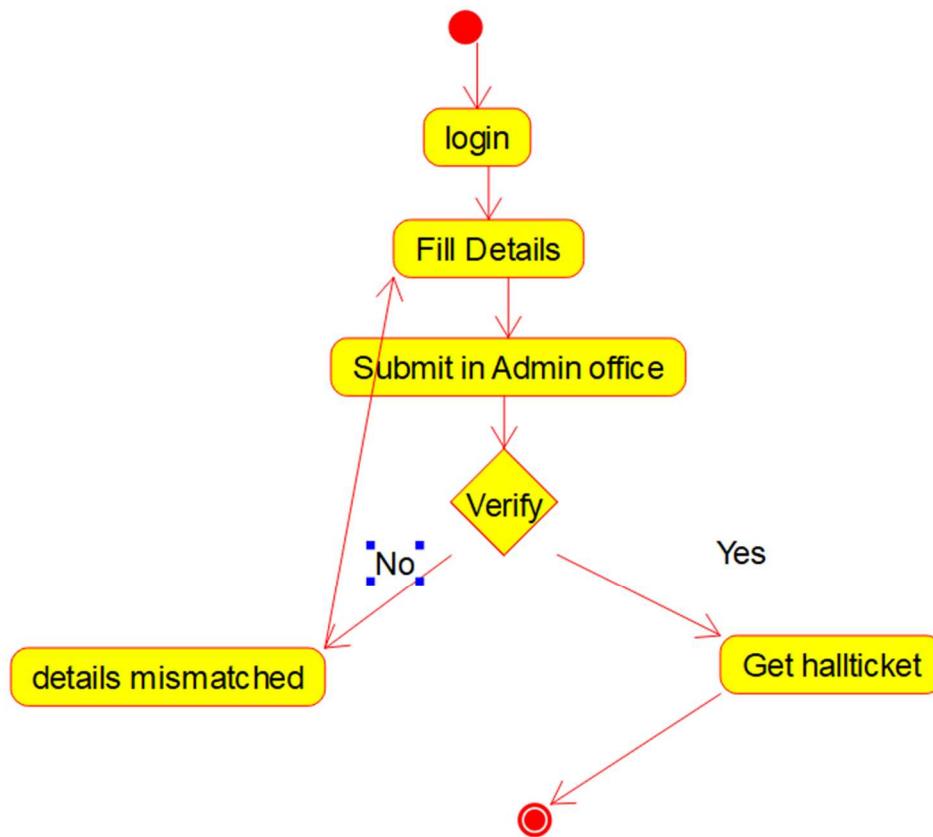 login
Fill Details
Submit in Admin office
Verify
No
Yes
details mismatched
Get hallticket